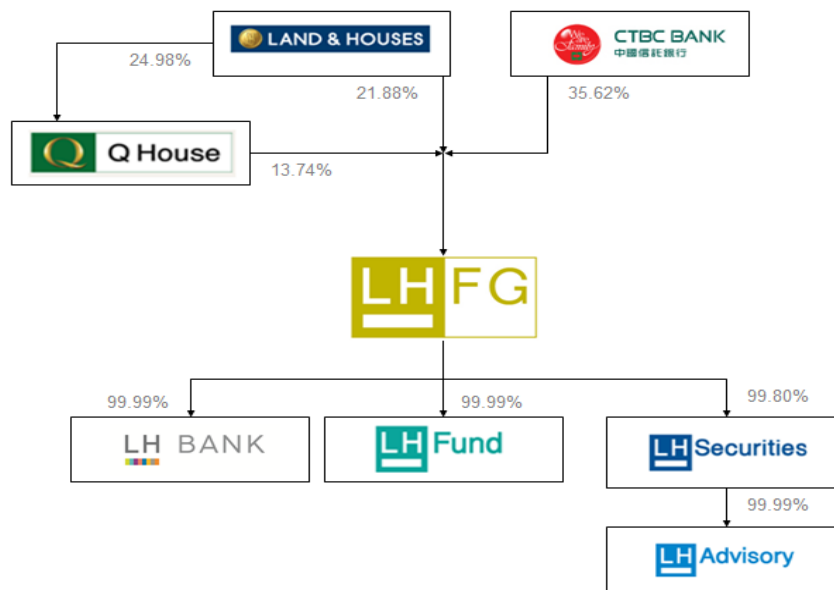 LAND & HOUSES
CTBC BANK
中國信託銀行
24.98%
21.88%
35.62%
Q Q House
13.74%
LH FG
99.99%
99.99%
99.80%
LH BANK
LH Fund
LH Securities
99.99%
LH Advisory